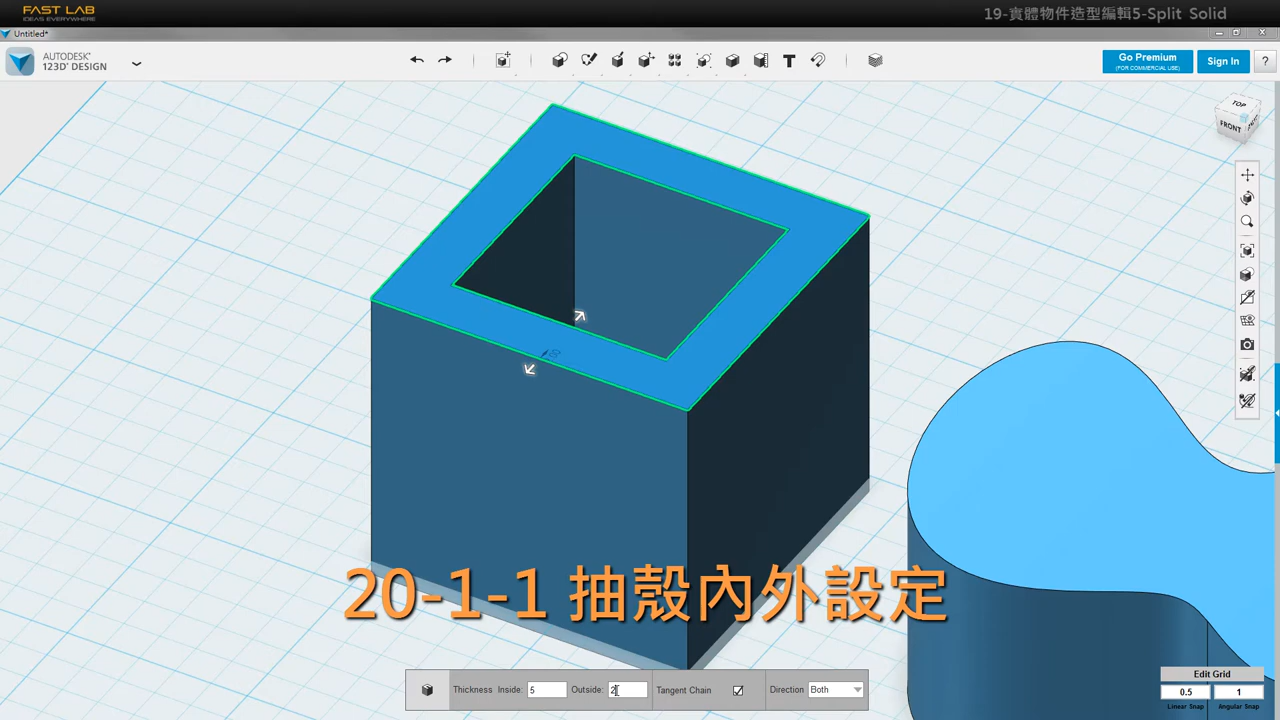 FAST LAB
IDEAS EVERYWHERE
19-實體物件造型編輯5-Split Solid
Untitled*
AUTODESK®
123D® DESIGN
T
Go Premium
(FOR COMMERCIAL USE)
Sign In
?
TOP
FRONT
20-1-1 抽殼內外設定
Thickness Inside: 5 Outside: 2 Tangent Chain Direction Both
Edit Grid
0.5 1
Linear Snap Angular Snap